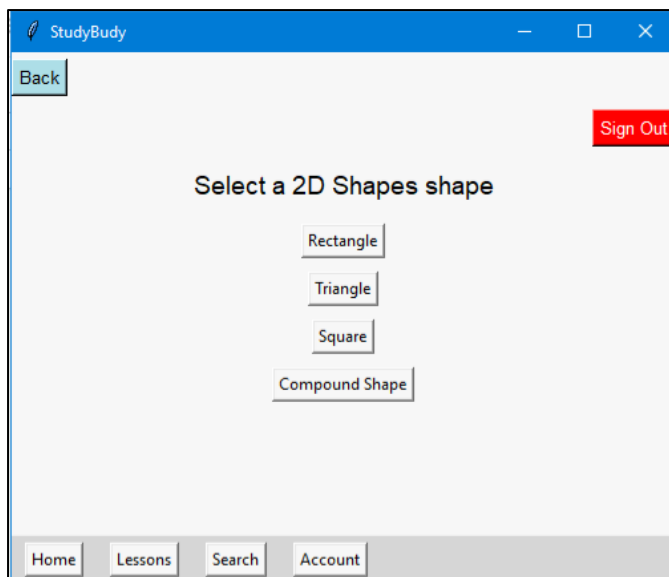 StudyBudy
Back
Sign Out
Select a 2D Shapes shape
Rectangle
Triangle
Square
Compound Shape
Home Lessons Search Account